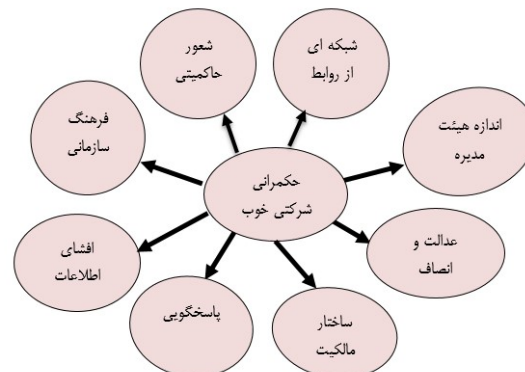 شبکه ای
از روابط
شعور
حاکمیتی
اندازه هیئت
مدیره
فرهنگ
سازمانی
حکمرانی
شرکتی خوب
عدالت و
انصاف
افشای
اطلاعات
پاسخگویی
ساختار
مالکیت